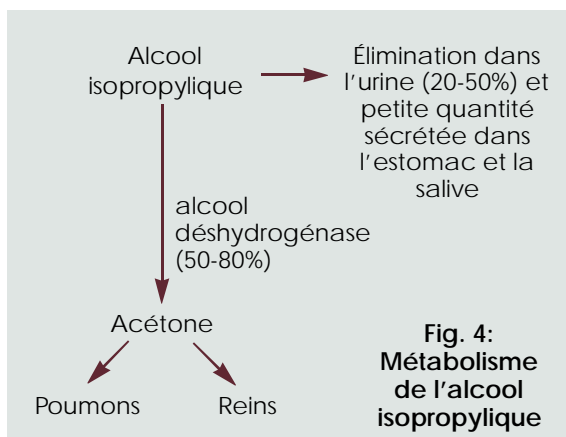 Alcool
isopropylique
Élimination dans
l'urine (20-50%) et
petite quantité
sécrétée dans
l'estomac et la
salive
alcool
déshydrogénase
(50-80%)
Acétone
Poumons
Reins
Fig. 4:
Métabolisme
de l'alcool
isopropylique